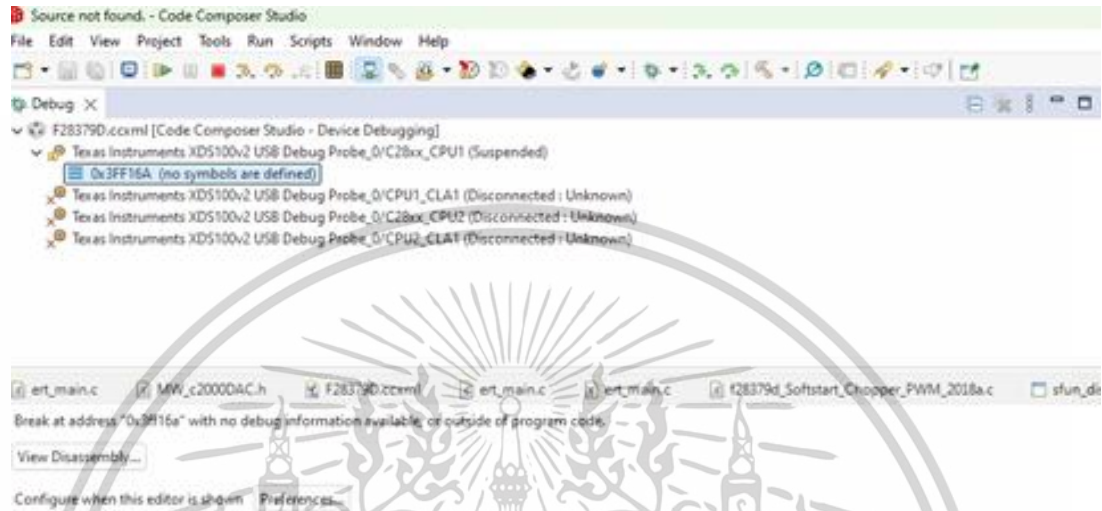 Source not found. - Code Composer Studio
File Edit View Project Tools Run Scripts Window Help
Debug
F28379D.ccxml [Code Composer Studio - Device Debugging]
Texas Instruments XDS100v2 USB Debug Probe_0/C28xx_CPU1 (Suspended)
0x3FF16A (no symbols are defined)
Texas Instruments XDS100v2 USB Debug Probe_0/CPU1_CLA1 (Disconnected : Unknown)
Texas Instruments XDS100v2 USB Debug Probe_0/C28xx_CPU2 (Disconnected : Unknown)
Texas Instruments XDS100v2 USB Debug Probe_0/CPU2_CLA1 (Disconnected : Unknown)
ert_main.c MW_c2000DAC.h F28379D.ccxml ert_main.c ert_main.c f28379d_Softstart_Chopper_PWM_2018a.c sfun_dis
Break at address "0x3ff16a" with no debug information available, or outside of program code.
View Disassembly...
Configure when this editor is shown Preferences...